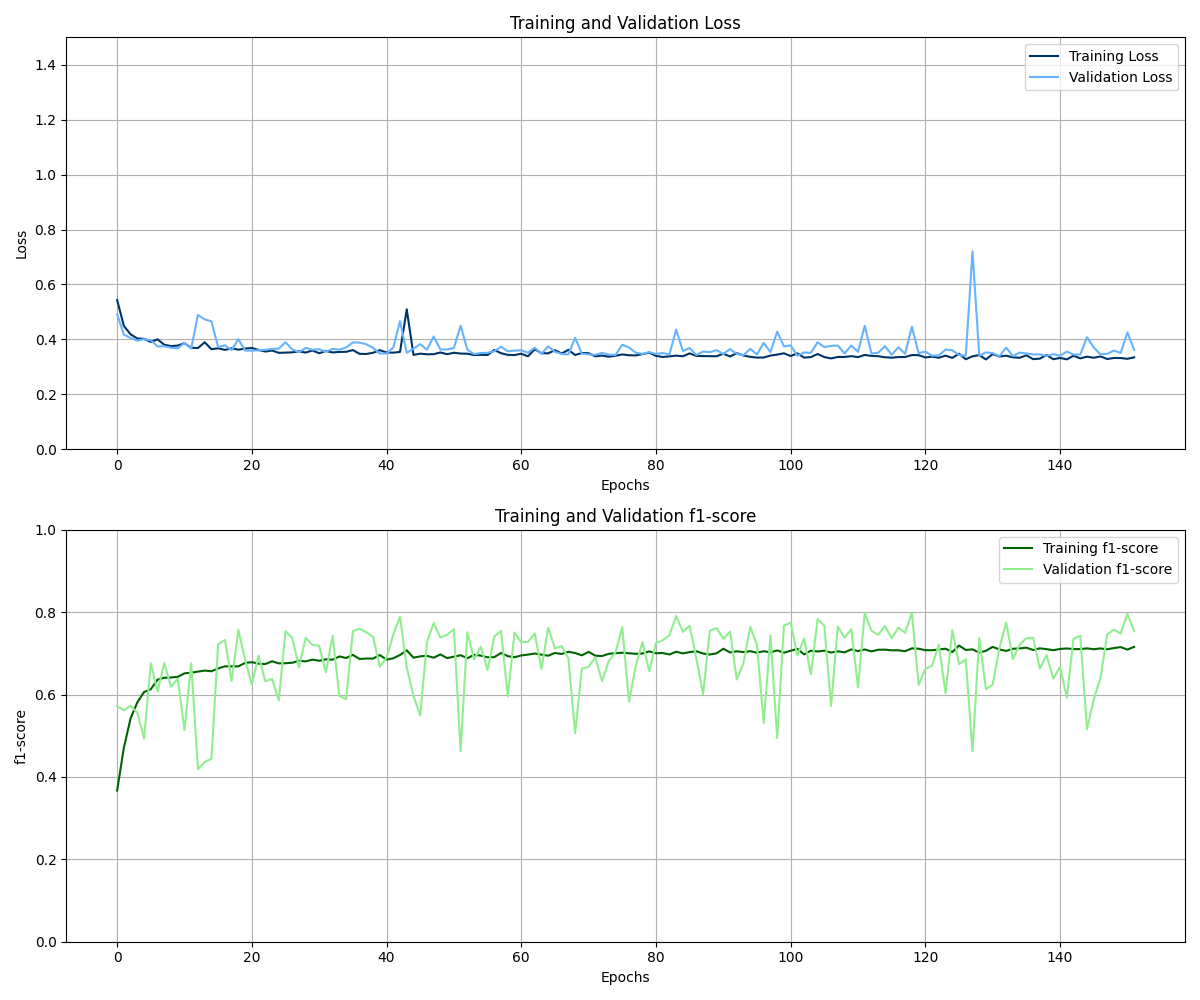 Training and Validation Loss
Training Loss
Validation Loss
1.4
1.2
1.0
0.8
0.6
0.4
0.2
0.0
Loss
0 20 40 60 80 100 120 140
Epochs
Training and Validation f1-score
Training f1-score
Validation f1-score
1.0
0.8
0.6
0.4
0.2
0.0
f1-score
0 20 40 60 80 100 120 140
Epochs